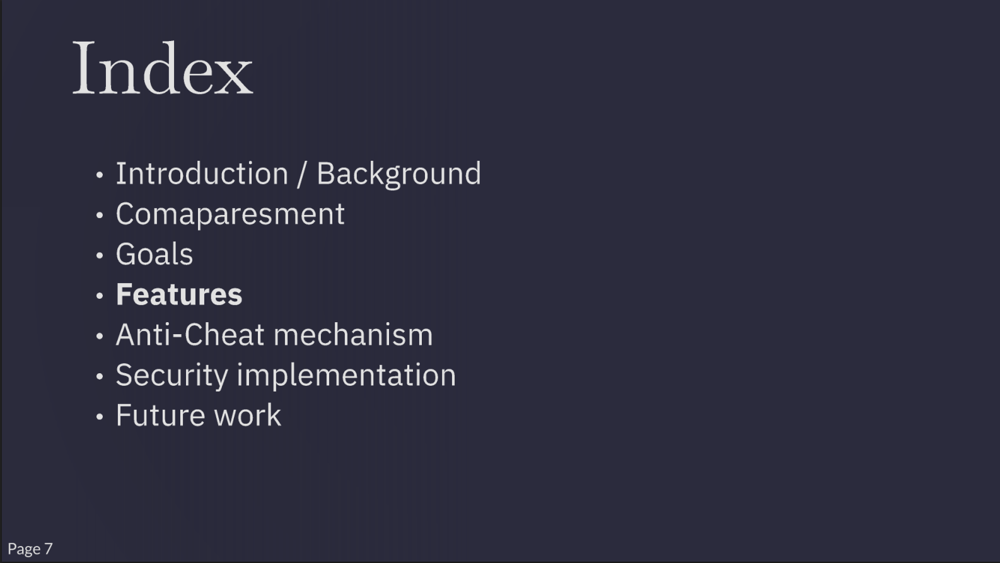 Index
• Introduction / Background
• Comaparesment
• Goals
• Features
• Anti-Cheat mechanism
• Security implementation
• Future work
Page 7